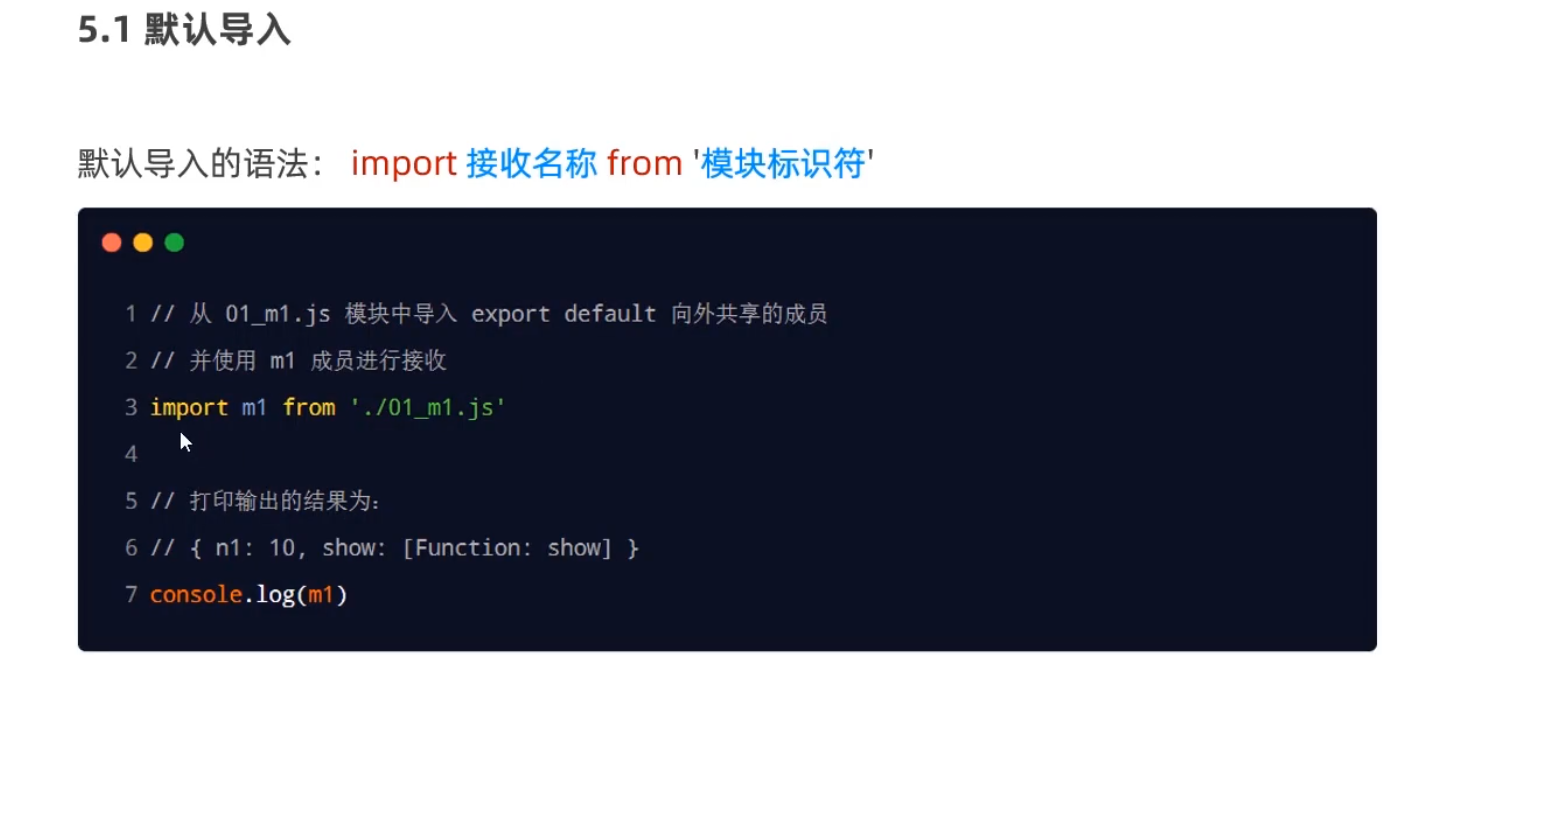 5.1 默认导入
默认导入的语法： import 接收名称 from '模块标识符'
1 // 从 01_m1.js 模块中导入 export default 向外共享的成员
2 // 并使用 m1 成员进行接收
3 import m1 from './01_m1.js'
4
5 // 打印输出的结果为：
6 // { n1: 10, show: [Function: show] }
7 console.log(m1)